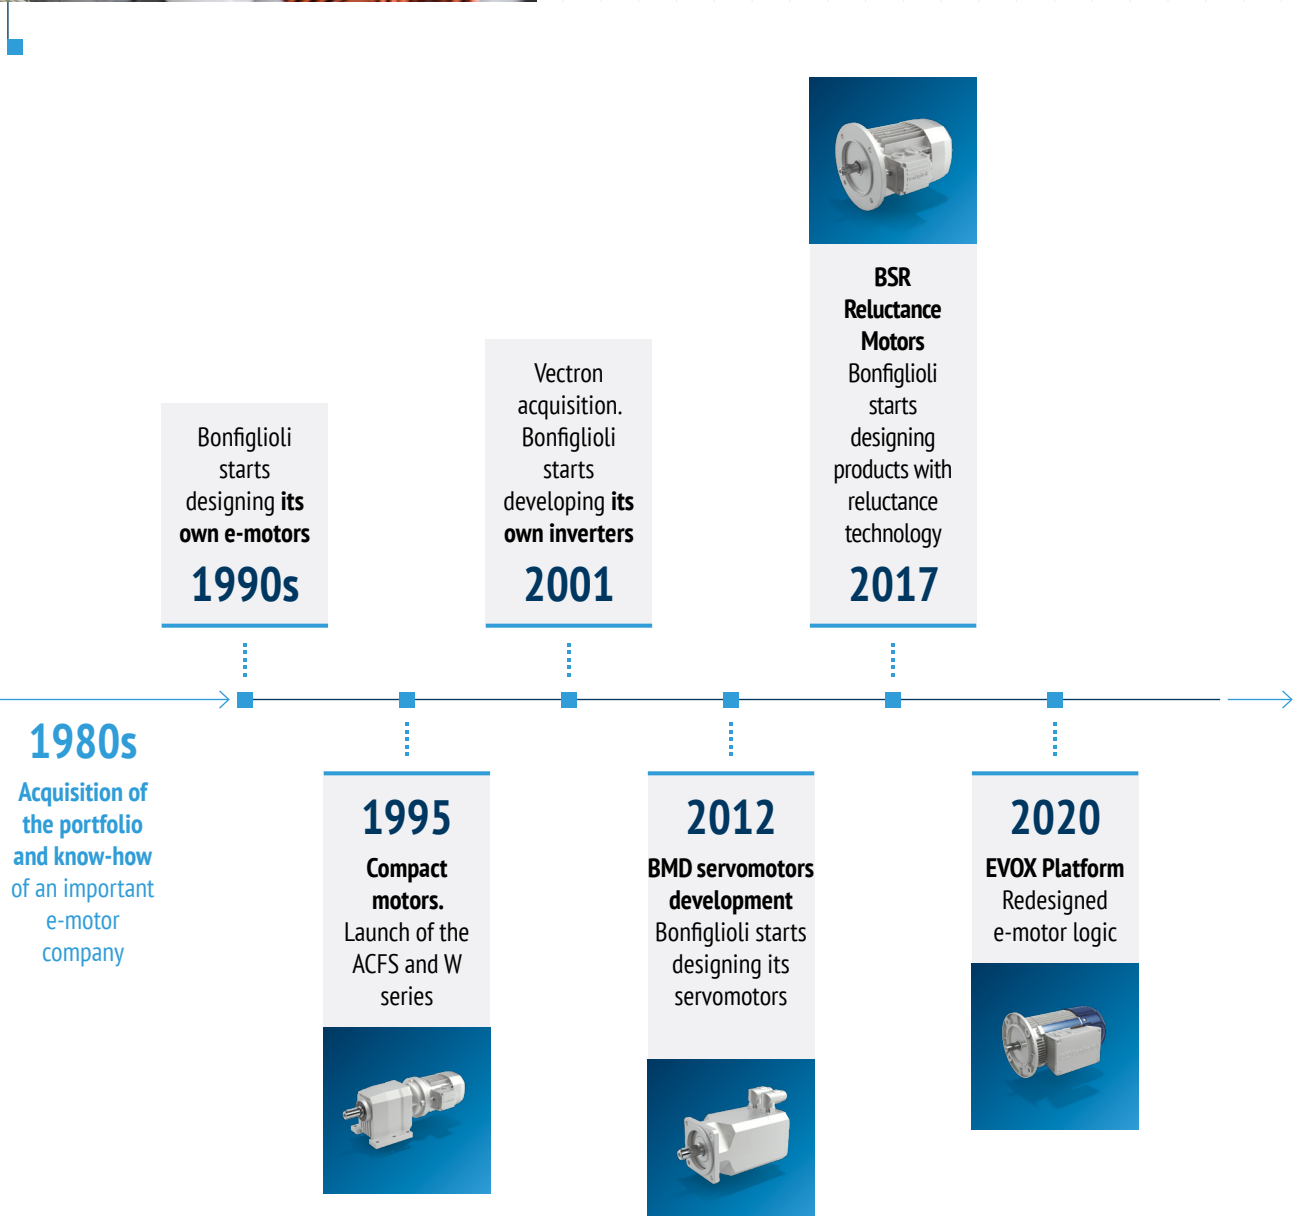 1980s
Acquisition of
the portfolio
and know-how
of an important
e-motor
company
Bonfiglioli
starts
designing its
own e-motors
1990s
1995
Compact
motors.
Launch of the
ACFS and W
series
Vectron
acquisition.
Bonfiglioli
starts
developing its
own inverters
2001
2012
BMD servomotors
development
Bonfiglioli starts
designing its
servomotors
BSR
Reluctance
Motors
Bonfiglioli
starts
designing
products with
reluctance
technology
2017
2020
EVOX Platform
Redesigned
e-motor logic